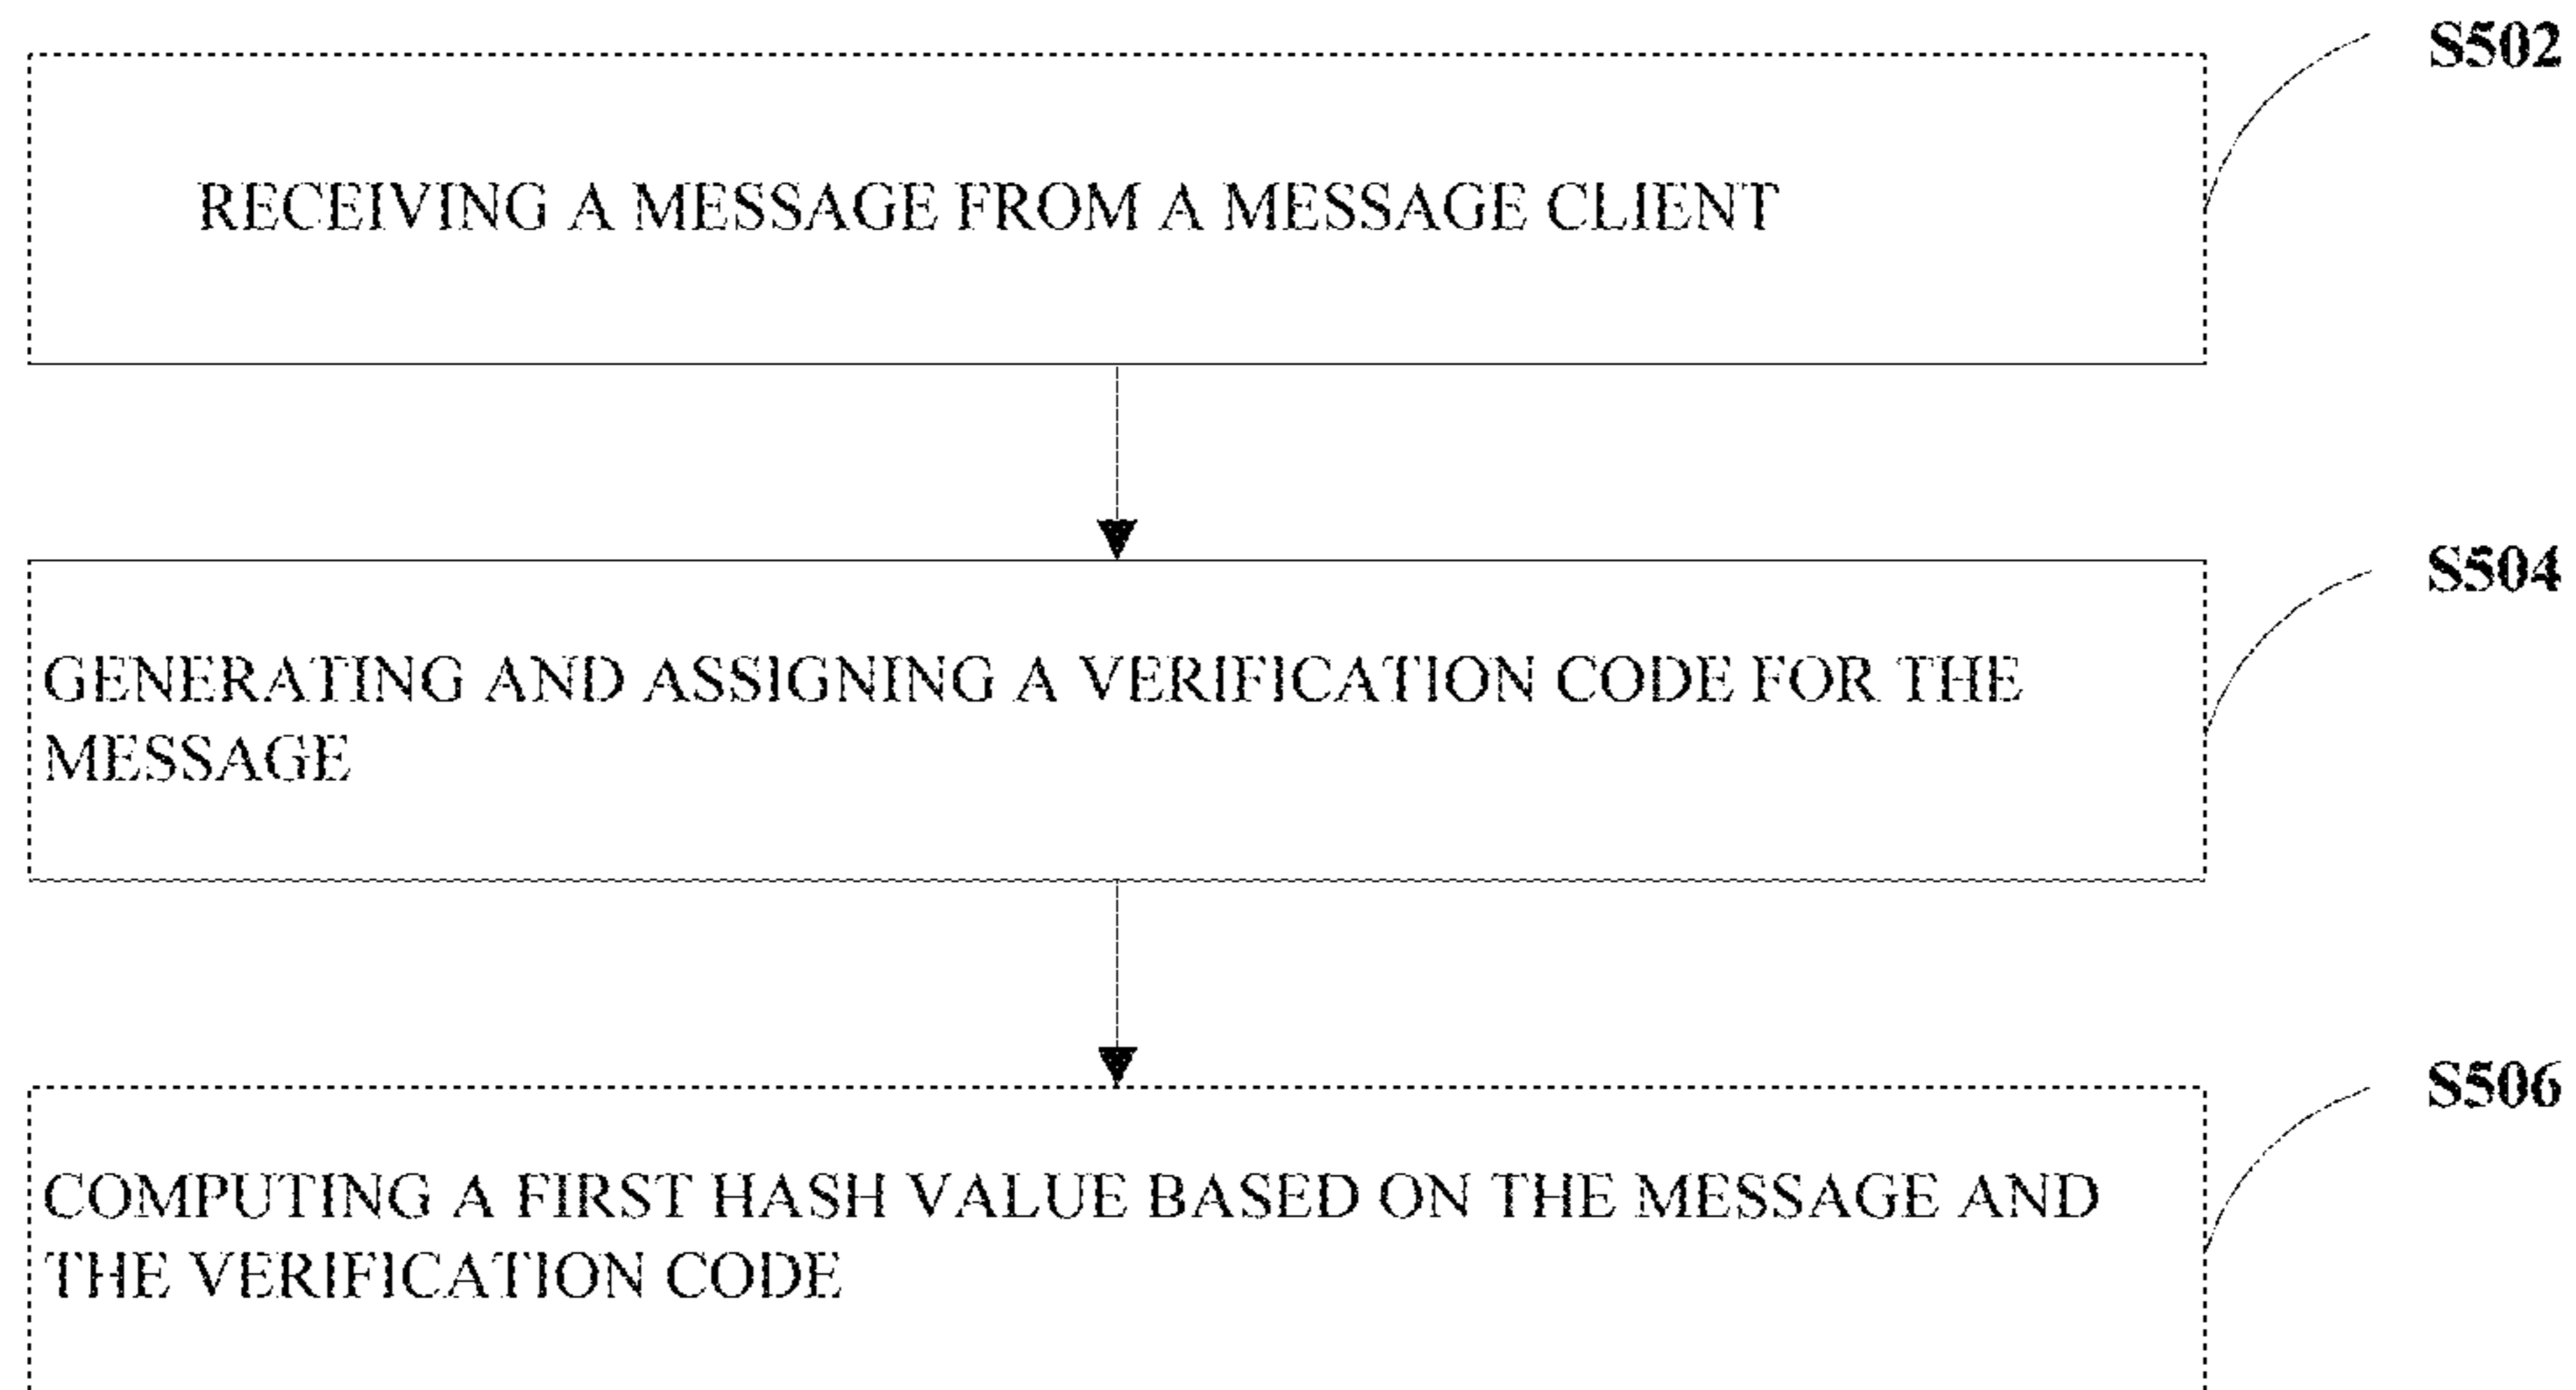 S502
RECEIVING A MESSAGE FROM A MESSAGE CLIENT
S504
GENERATING AND ASSIGNING A VERIFICATION CODE FOR THE
MESSAGE
S506
COMPUTING A FIRST HASH VALUE BASED ON THE MESSAGE AND
THE VERIFICATION CODE